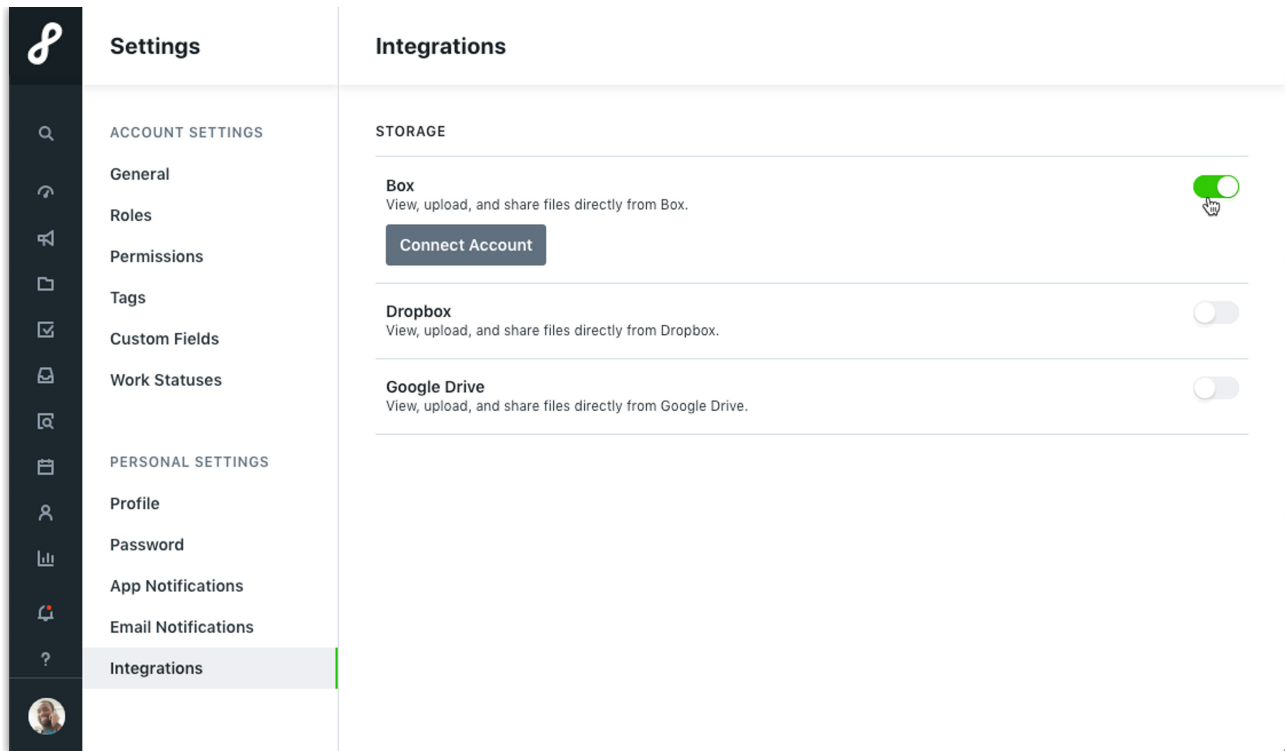 Settings
Integrations
ACCOUNT SETTINGS
General
Roles
Permissions
Tags
Custom Fields
Work Statuses
PERSONAL SETTINGS
Profile
Password
App Notifications
Email Notifications
Integrations
STORAGE
Box
View, upload, and share files directly from Box.
Connect Account
Dropbox
View, upload, and share files directly from Dropbox.
Google Drive
View, upload, and share files directly from Google Drive.
?